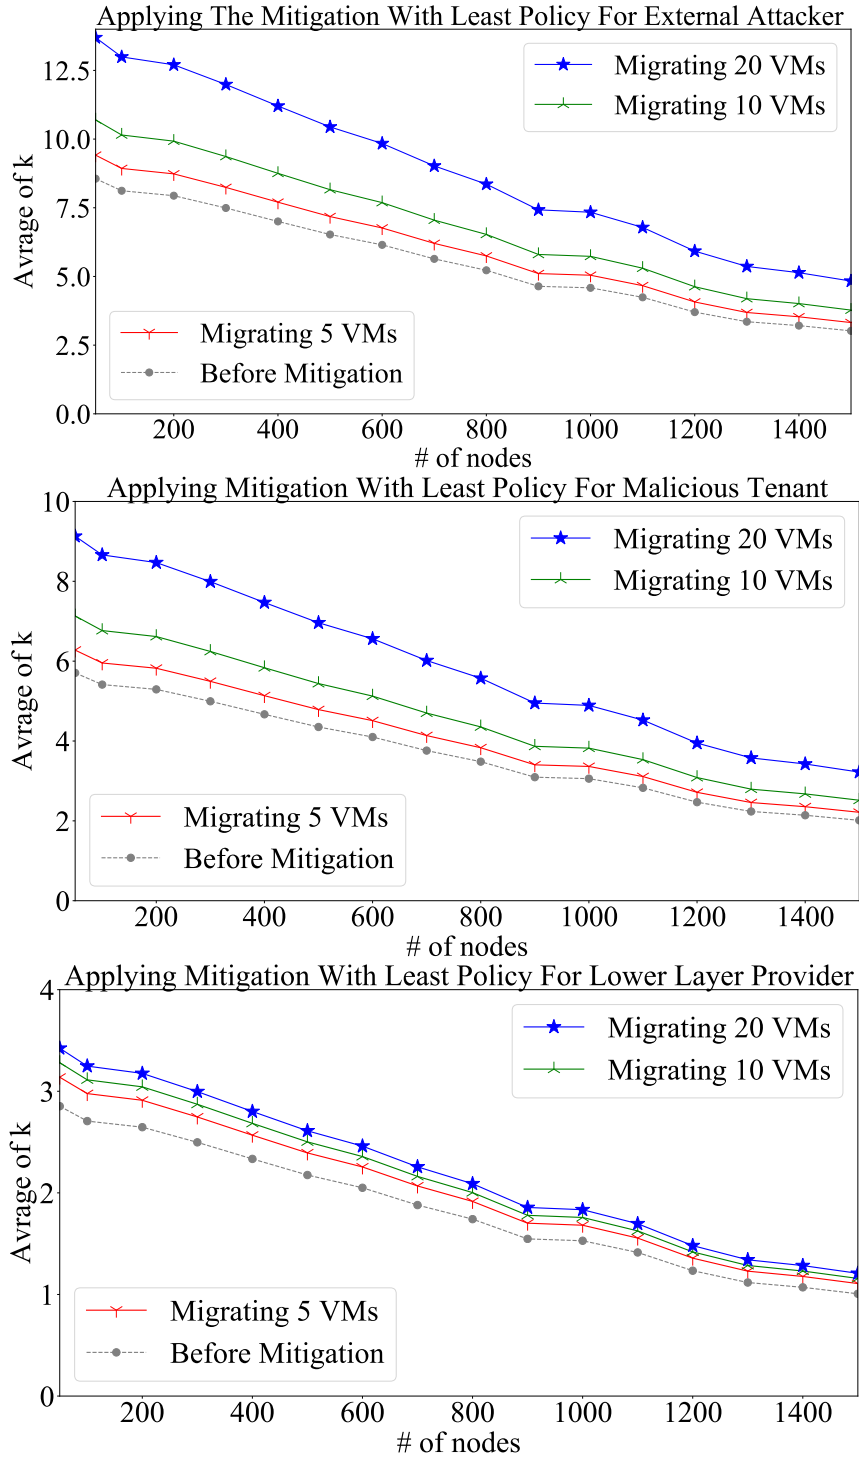 Applying The Mitigation With Least Policy For External Attacker
12.5
10.0
7.5
5.0
2.5
0.0
Avrage of k
Migrating 20 VMs
Migrating 10 VMs
Migrating 5 VMs
Before Mitigation
200 400 600 800 1000 1200 1400
# of nodes
Applying Mitigation With Least Policy For Malicious Tenant
10
8
6
4
2
0
Avrage of k
Migrating 20 VMs
Migrating 10 VMs
Migrating 5 VMs
Before Mitigation
200 400 600 800 1000 1200 1400
# of nodes
Applying Mitigation With Least Policy For Lower Layer Provider
4
3
2
1
0
Avrage of k
Migrating 20 VMs
Migrating 10 VMs
Migrating 5 VMs
Before Mitigation
200 400 600 800 1000 1200 1400
# of nodes